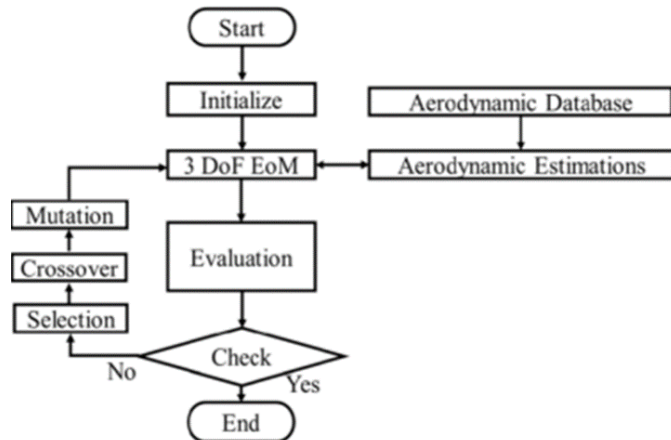 Start
Initialize
Aerodynamic Database
3 DoF EoM
Aerodynamic Estimations
Mutation
Evaluation
Crossover
Selection
Check
No
Yes
End